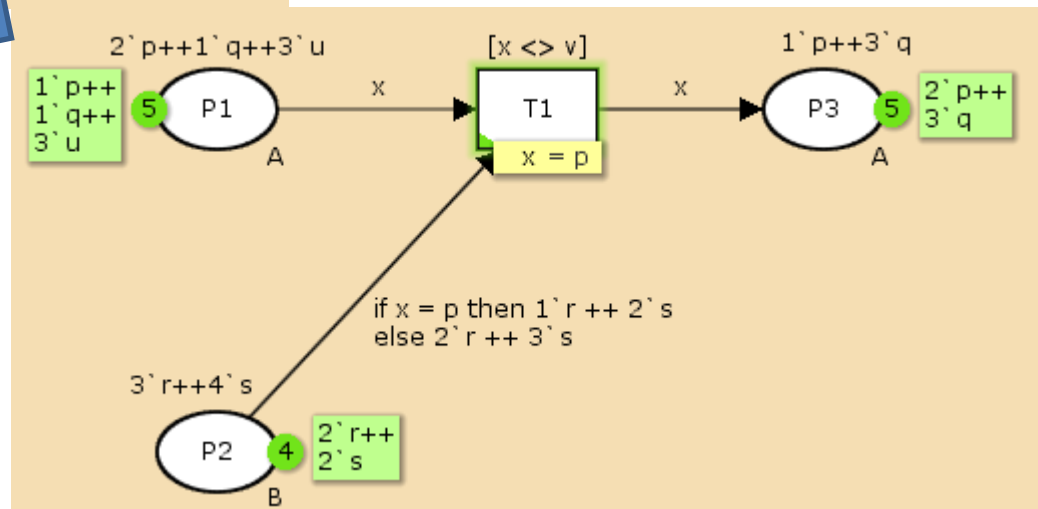 2`p++1`q++3`u
[x <> v]
1`p++3`q
1`p++
1`q++
3`u
5
P1
x
T1
x
P3
5
2`p++
3`q
A
x = p
A
if x = p then 1`r ++ 2`s
else 2`r ++ 3`s
3`r++4`s
P2
4
2`r++
2`s
B